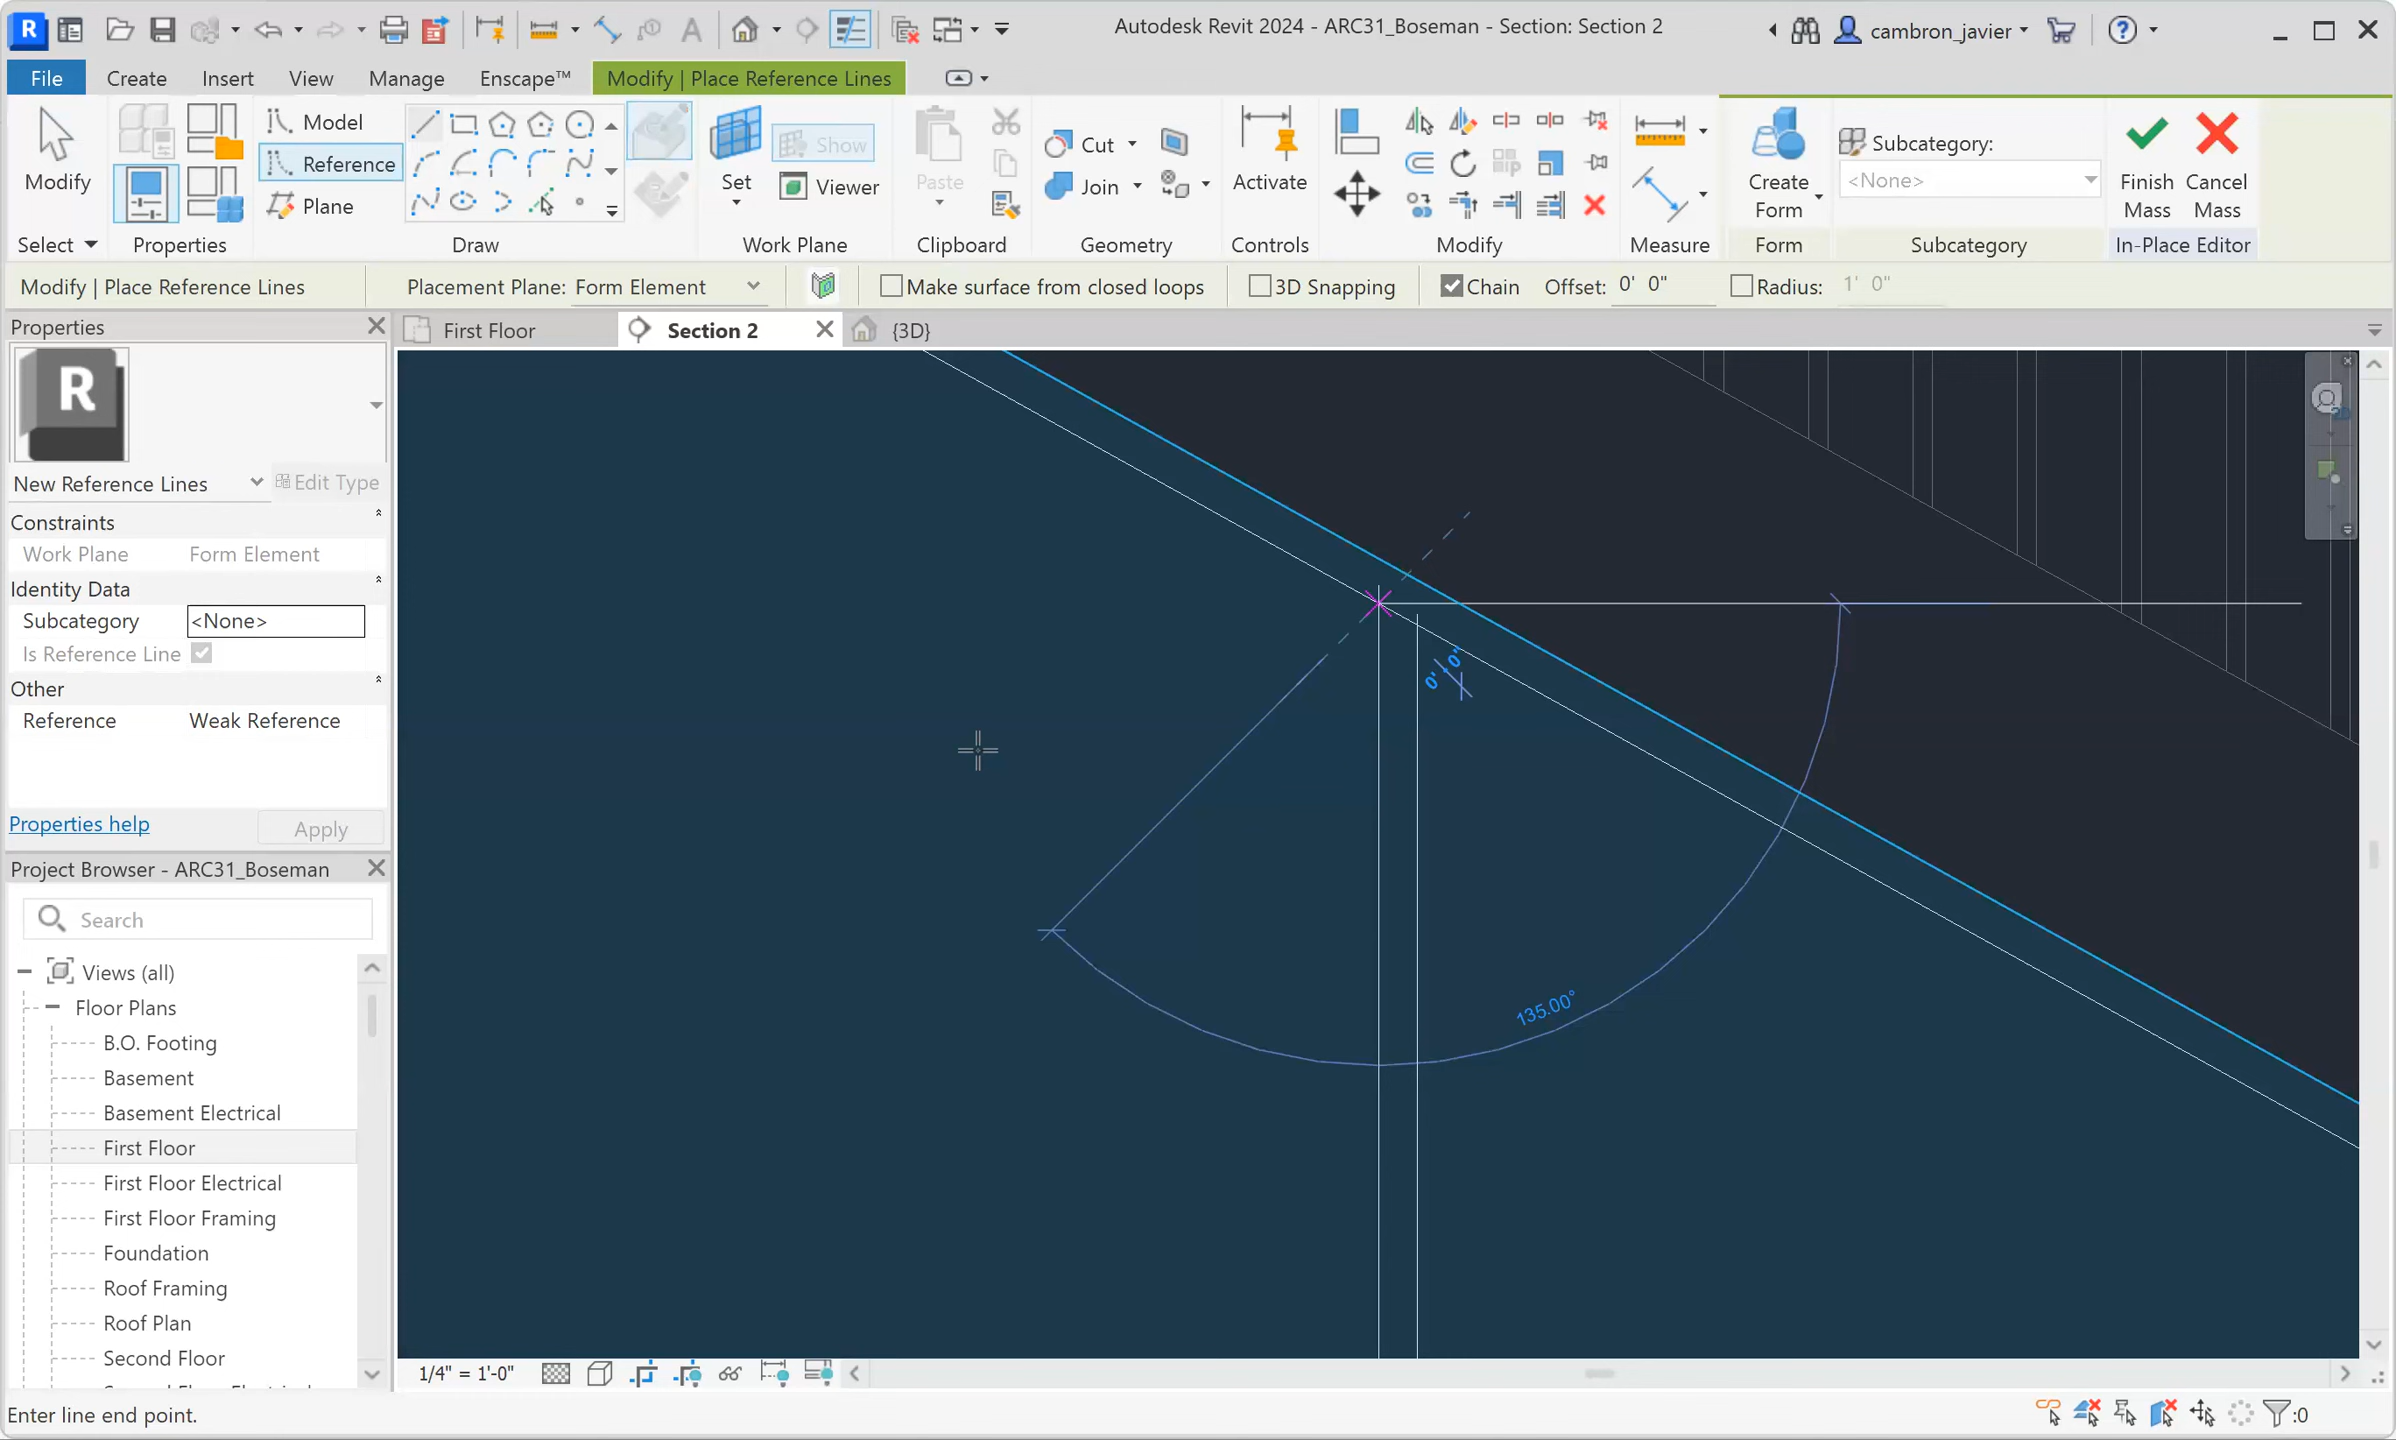 R
Autodesk Revit 2024 - ARC31_Boseman - Section: Section 2
cambron_javier
File
Create
Insert
View
Manage
Enscape™
Modify | Place Reference Lines
Modify
Model
Reference
Plane
Set
Show
Viewer
Paste
Cut
Join
Activate
Create
Form
Subcategory:
<None>
Finish
Mass
Cancel
Mass
Select
Properties
Draw
Work Plane
Clipboard
Geometry
Controls
Modify
Measure
Form
Subcategory
In-Place Editor
Modify | Place Reference Lines
Placement Plane: Form Element
Make surface from closed loops
3D Snapping
Chain
Offset: 0' 0"
Radius: 1' 0"
Properties
First Floor
Section 2
{3D}
R
New Reference Lines
Edit Type
Constraints
Work Plane Form Element
Identity Data
Subcategory <None>
Is Reference Line
Other
Reference Weak Reference
Properties help
Apply
Project Browser - ARC31_Boseman
Search
Views (all)
Floor Plans
B.O. Footing
Basement
Basement Electrical
First Floor
First Floor Electrical
First Floor Framing
Foundation
Roof Framing
Roof Plan
Second Floor
0' 0"
135.00°
1/4" = 1'-0"
Enter line end point.
:0